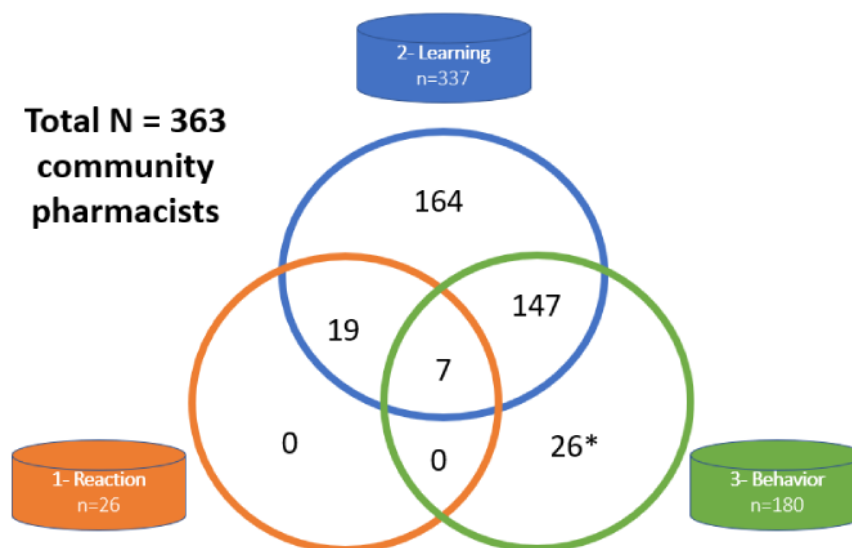 2- Learning
n=337
Total N = 363
community
pharmacists
164
19
147
7
0
0
26*
1- Reaction
n=26
3- Behavior
n=180